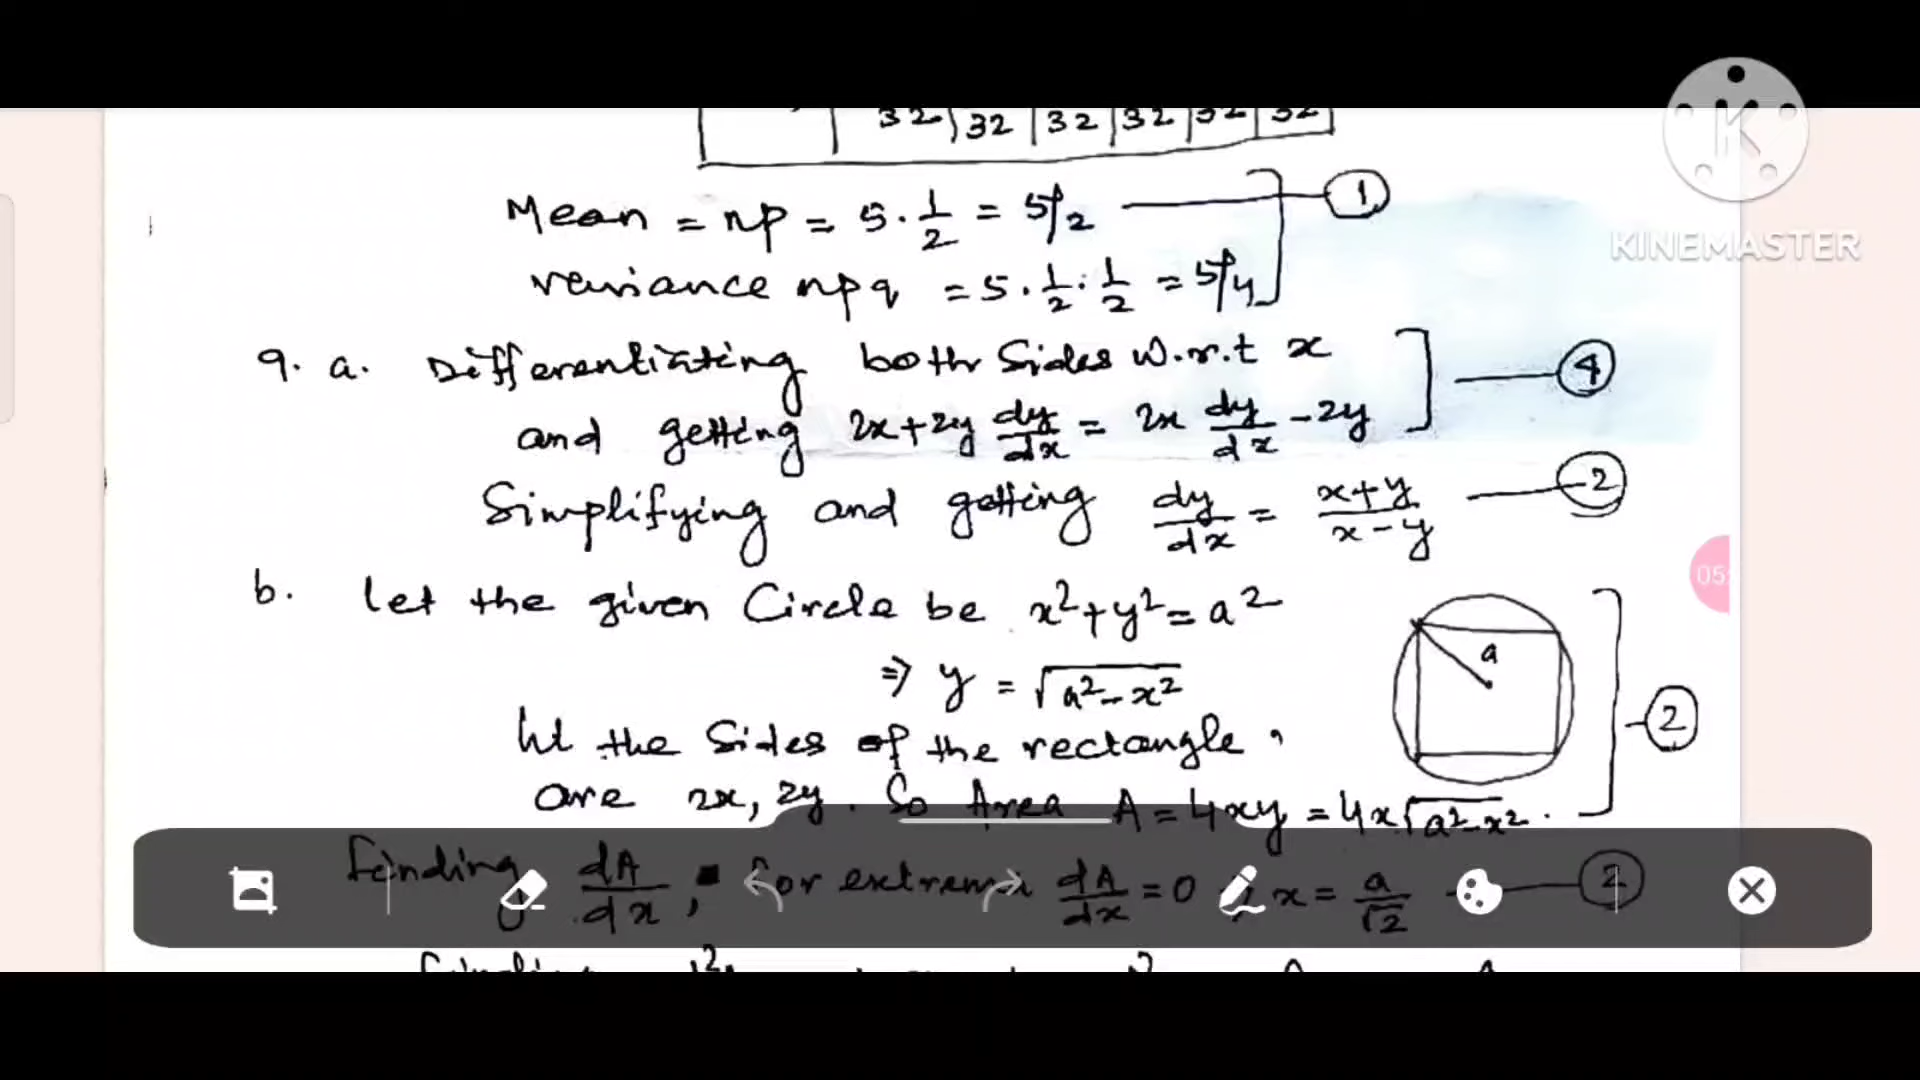 32 32 32 32 32 32
Mean = np = 5 · 1/2 = 5/2 — 1
variance npq = 5 · 1/2 · 1/2 = 5/4
KINEMASTER
9. a. Differentiating both Sides w.r.t x
and getting 2x+2y dy/dx = 2x dy/dx - 2y — 4
Simplifying and getting dy/dx = x+y/x-y — 2
b. let the given Circle be x²+y²=a²
a
⇒ y = √a²-x²
let the Sides of the rectangle — 2
are 2x, 2y. So Area A = 4xy = 4x√a²-x².
finding dA/dx, for extrema dA/dx = 0 x = a/√2 — 2
05